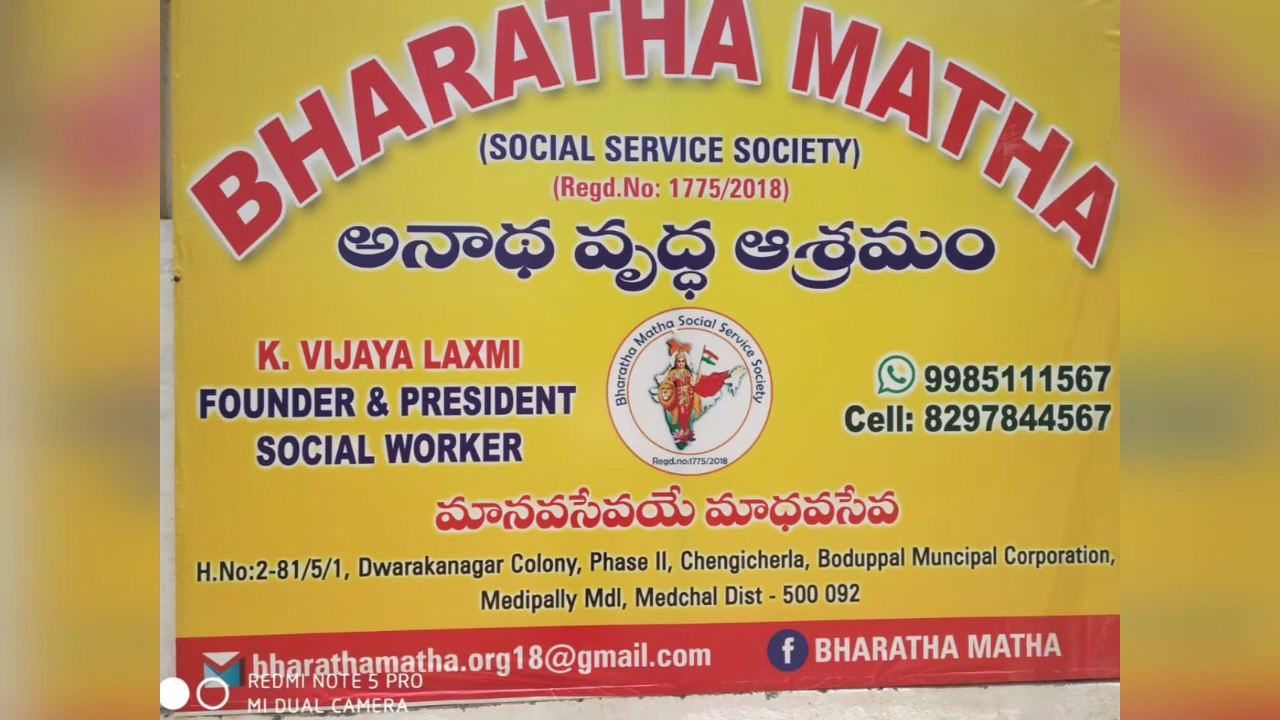 BHARATHA MATHA
(SOCIAL SERVICE SOCIETY)
(Regd.No: 1775/2018)
అనాథ వృద్ధ ఆశ్రమం
K. VIJAYA LAXMI
FOUNDER & PRESIDENT
SOCIAL WORKER
Bharatha Matha Social Service Society
Regd.no:1775/2018
9985111567
Cell: 8297844567
మానవసేవయే మాధవసేవ
H.No:2-81/5/1, Dwarakanagar Colony, Phase II, Chengicherla, Boduppal Muncipal Corporation,
Medipally Mdl, Medchal Dist - 500 092
bharathamatha.org18@gmail.com
f BHARATHA MATHA
REDMI NOTE 5 PRO
MI DUAL CAMERA